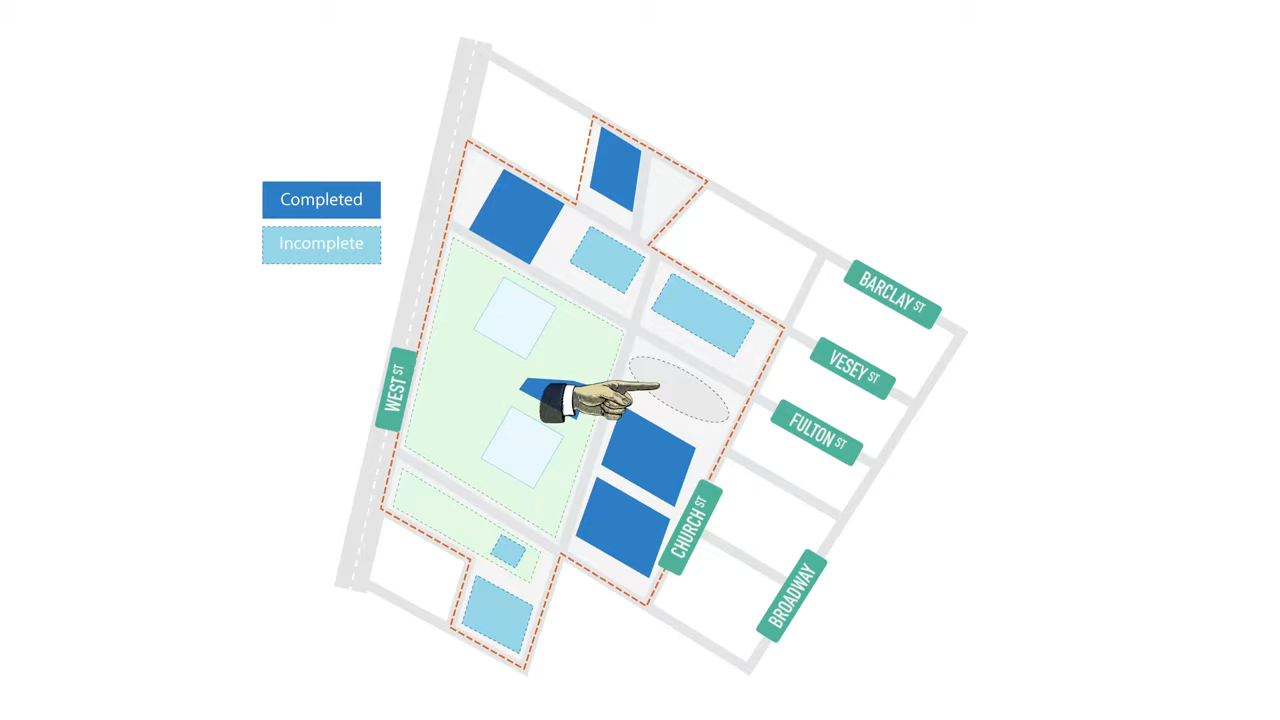 Completed
Incomplete
BARCLAY ST
VESEY ST
WEST ST
FULTON ST
CHURCH ST
BROADWAY